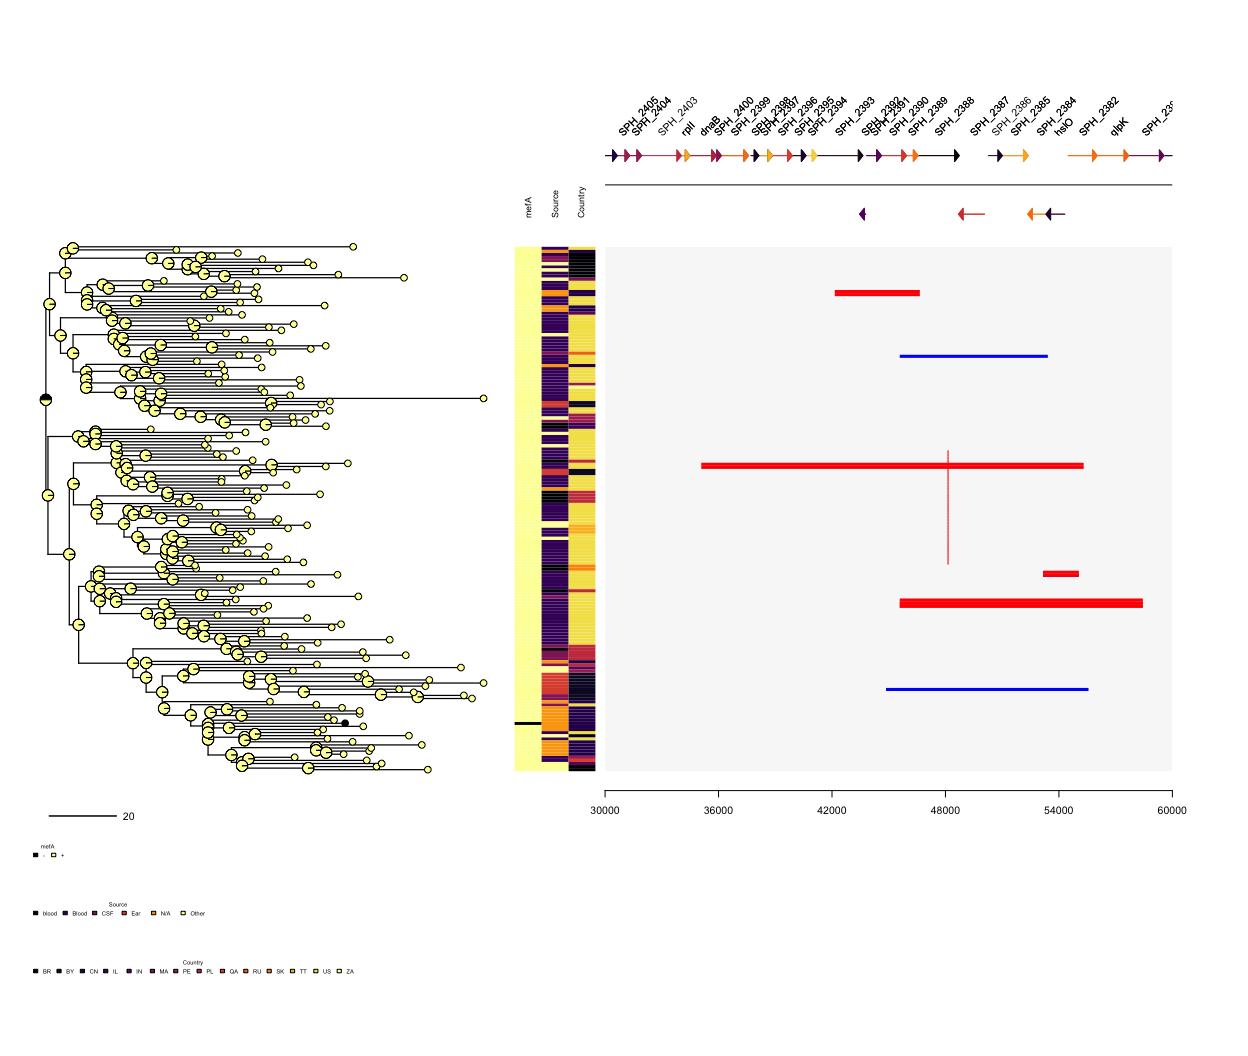 SPH_2405 SPH_2404 SPH_2403 rplI dnaB SPH_2400 SPH_2399 SPH_2398 SPH_2397 SPH_2396 SPH_2395 SPH_2394 SPH_2393 SPH_2392 SPH_2391 SPH_2390 SPH_2389 SPH_2388 SPH_2387 SPH_2386 SPH_2385 SPH_2384 hslO SPH_2382 glpK
mefA Source Country
30000 36000 42000 48000 54000 60000
20
mefA
- +
Source
blood Blood CSF Ear N/A Other
Country
BR BY CN IL IN MA PE PL QA RU SK TT US ZA